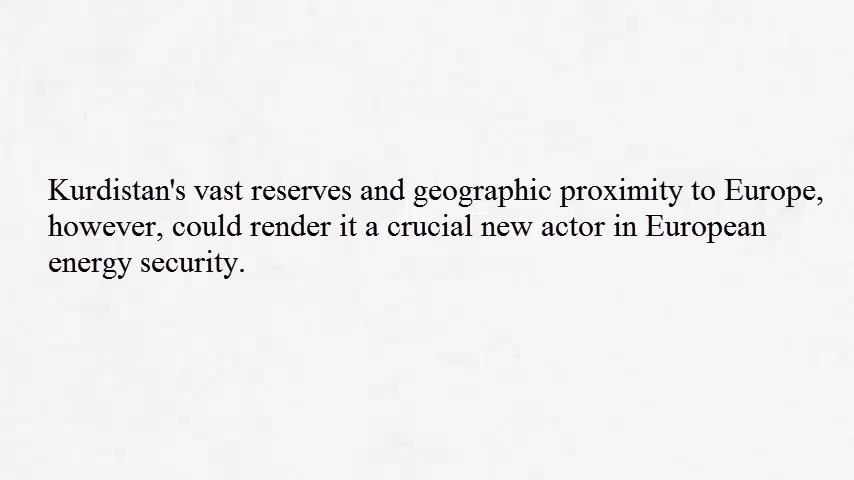 Kurdistan's vast reserves and geographic proximity to Europe,
however, could render it a crucial new actor in European
energy security.